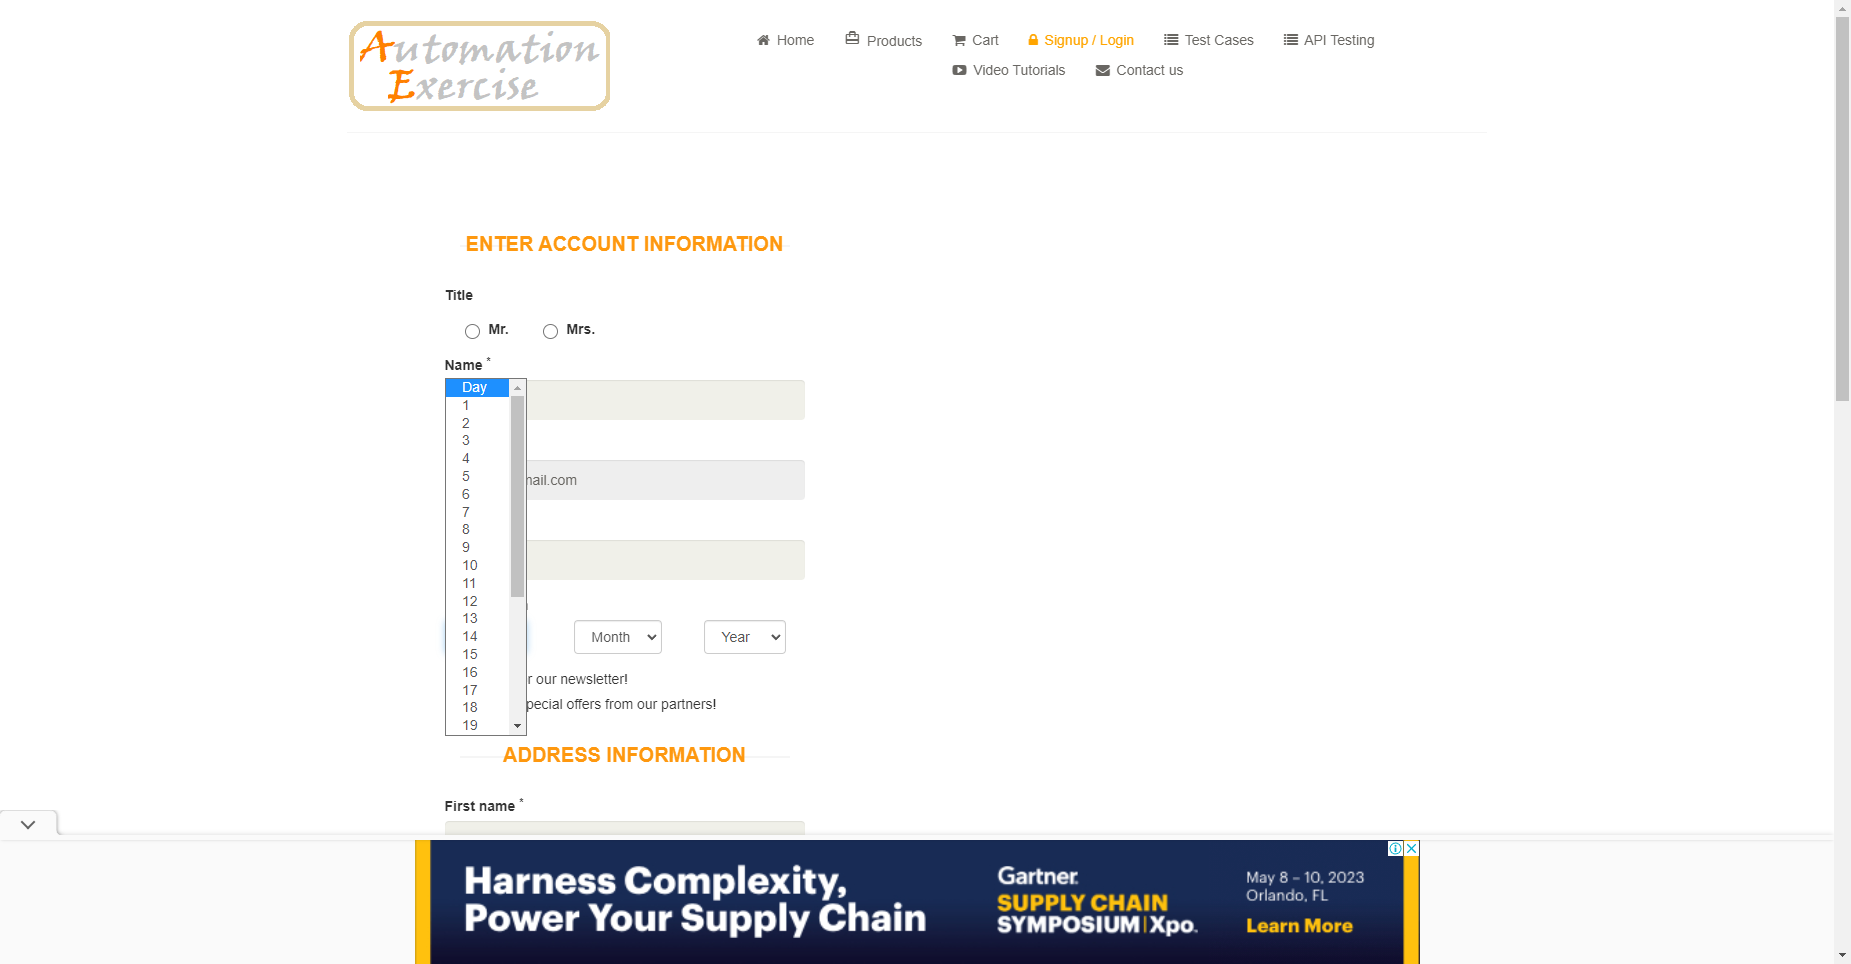 Automation
Exercise
Home
Products
Cart
Signup / Login
Test Cases
API Testing
Video Tutorials
Contact us
ENTER ACCOUNT INFORMATION
Title
Mr.
Mrs.
Name *
Day
1
2
3
4
5
6
7
8
9
10
11
12
13
14
15
16
17
18
19
Month
Year
our newsletter!
offers from our partners!
ADDRESS INFORMATION
First name *
Harness Complexity,
Power Your Supply Chain
Gartner
SUPPLY CHAIN
SYMPOSIUM|Xpo.
May 8 – 10, 2023
Orlando, FL
Learn More